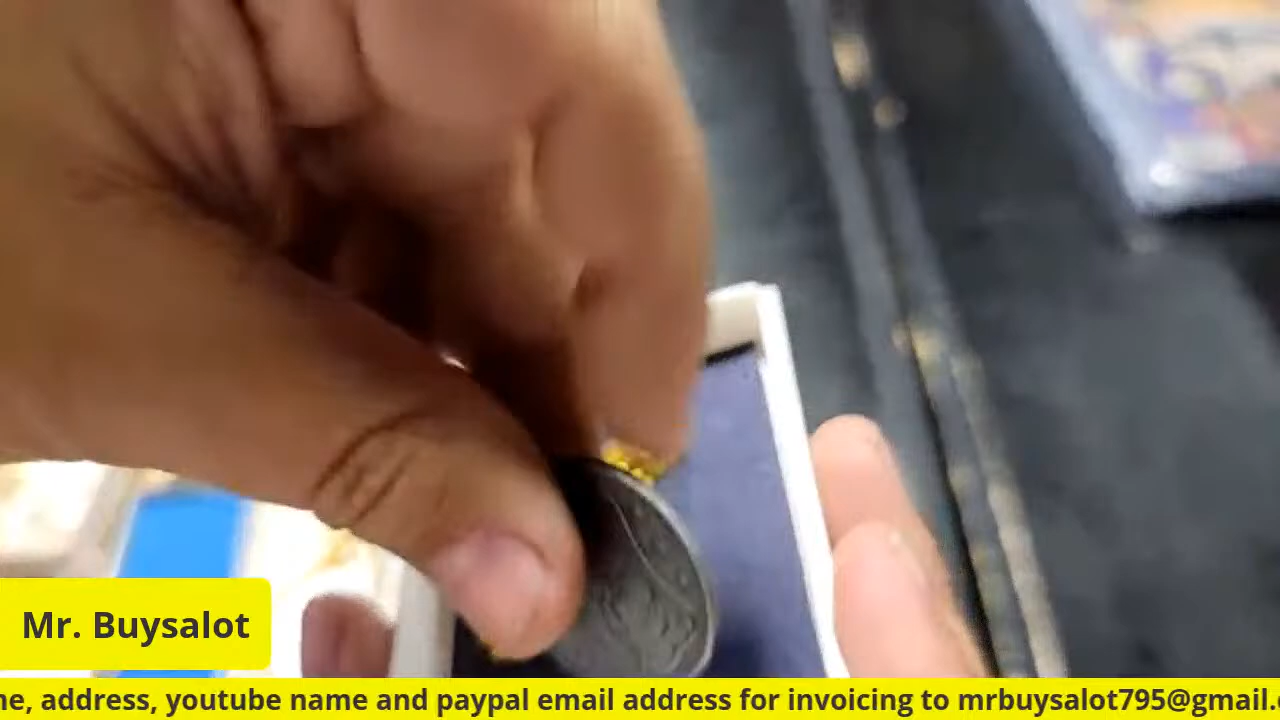 Mr. Buysalot
ne, address, youtube name and paypal email address for invoicing to mrbuysalot795@gmail.